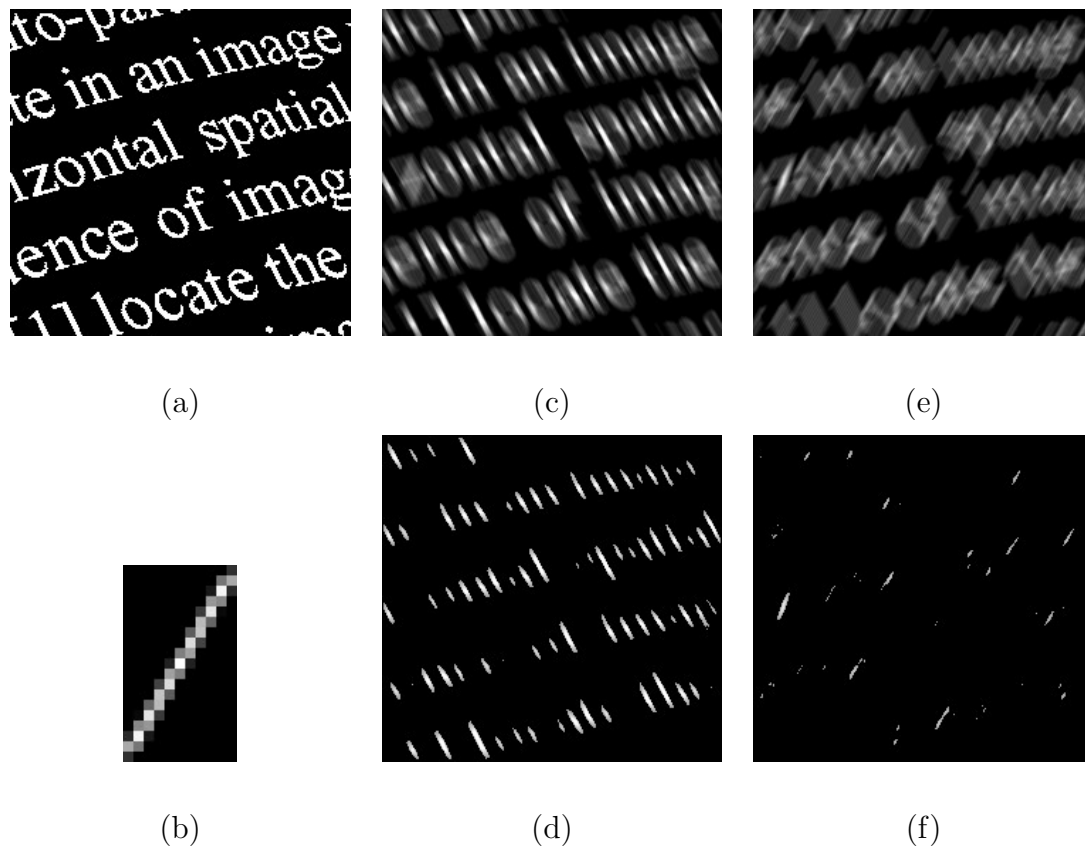 te in an image
izontal spatial
ence of imag
locate the
(a)
(c)
(e)
(b)
(d)
(f)